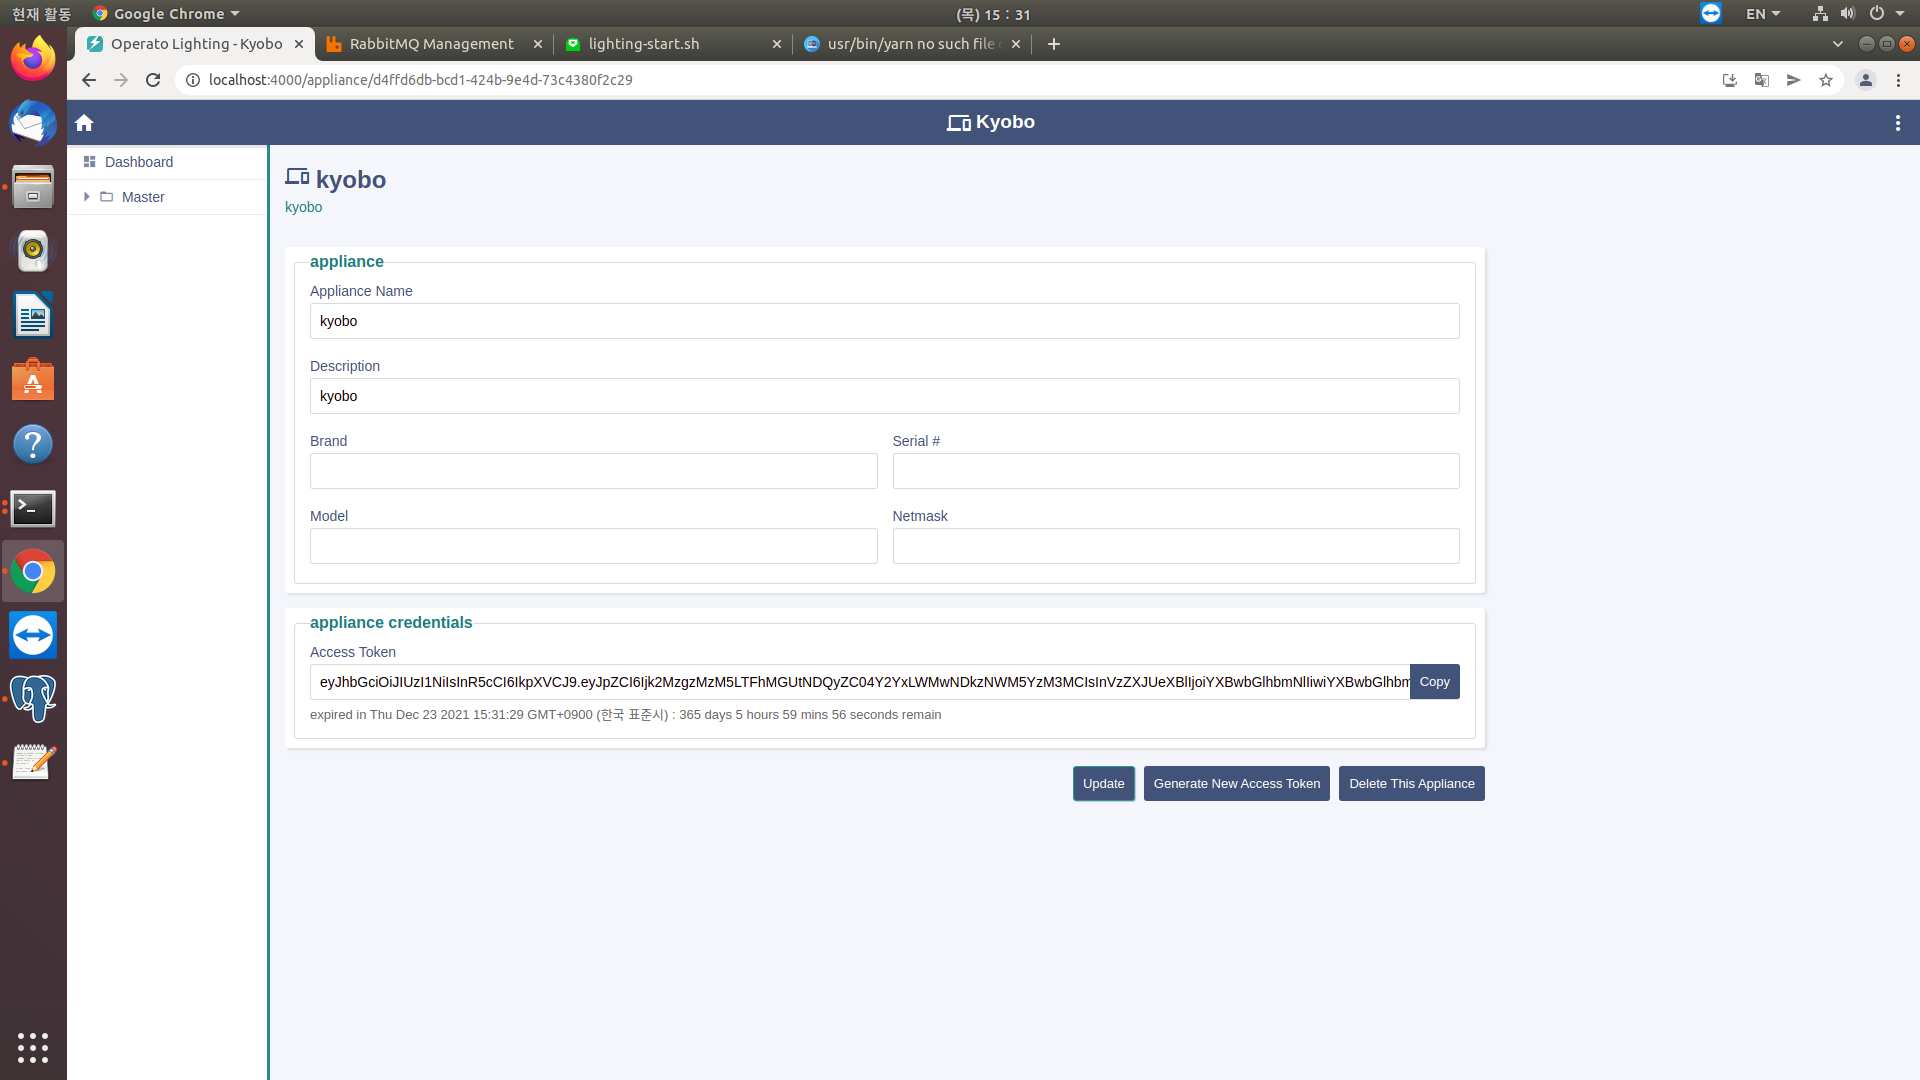 현재 활동
Google Chrome
(목) 15 : 31
EN
Operato Lighting - Kyobo
RabbitMQ Management
lighting-start.sh
usr/bin/yarn no such file
localhost:4000/appliance/d4ffd6db-bcd1-424b-9e4d-73c4380f2c29
Kyobo
Dashboard
Master
kyobo
kyobo
appliance
Appliance Name
kyobo
Description
kyobo
Brand
Serial #
Model
Netmask
appliance credentials
Access Token
eyJhbGciOiJIUzI1NiIsInR5cCI6IkpXVCJ9.eyJpZCI6Ijk2MzgzMzM5LTFhMGUtNDQyZC04Y2YxLWMwNDkzNWM5YzM3MCIsInVzZXJUeXBlIjoiYXBwbGlhbmNlIiwiYXBwbGlhbm
Copy
expired in Thu Dec 23 2021 15:31:29 GMT+0900 (한국 표준시) : 365 days 5 hours 59 mins 56 seconds remain
Update
Generate New Access Token
Delete This Appliance